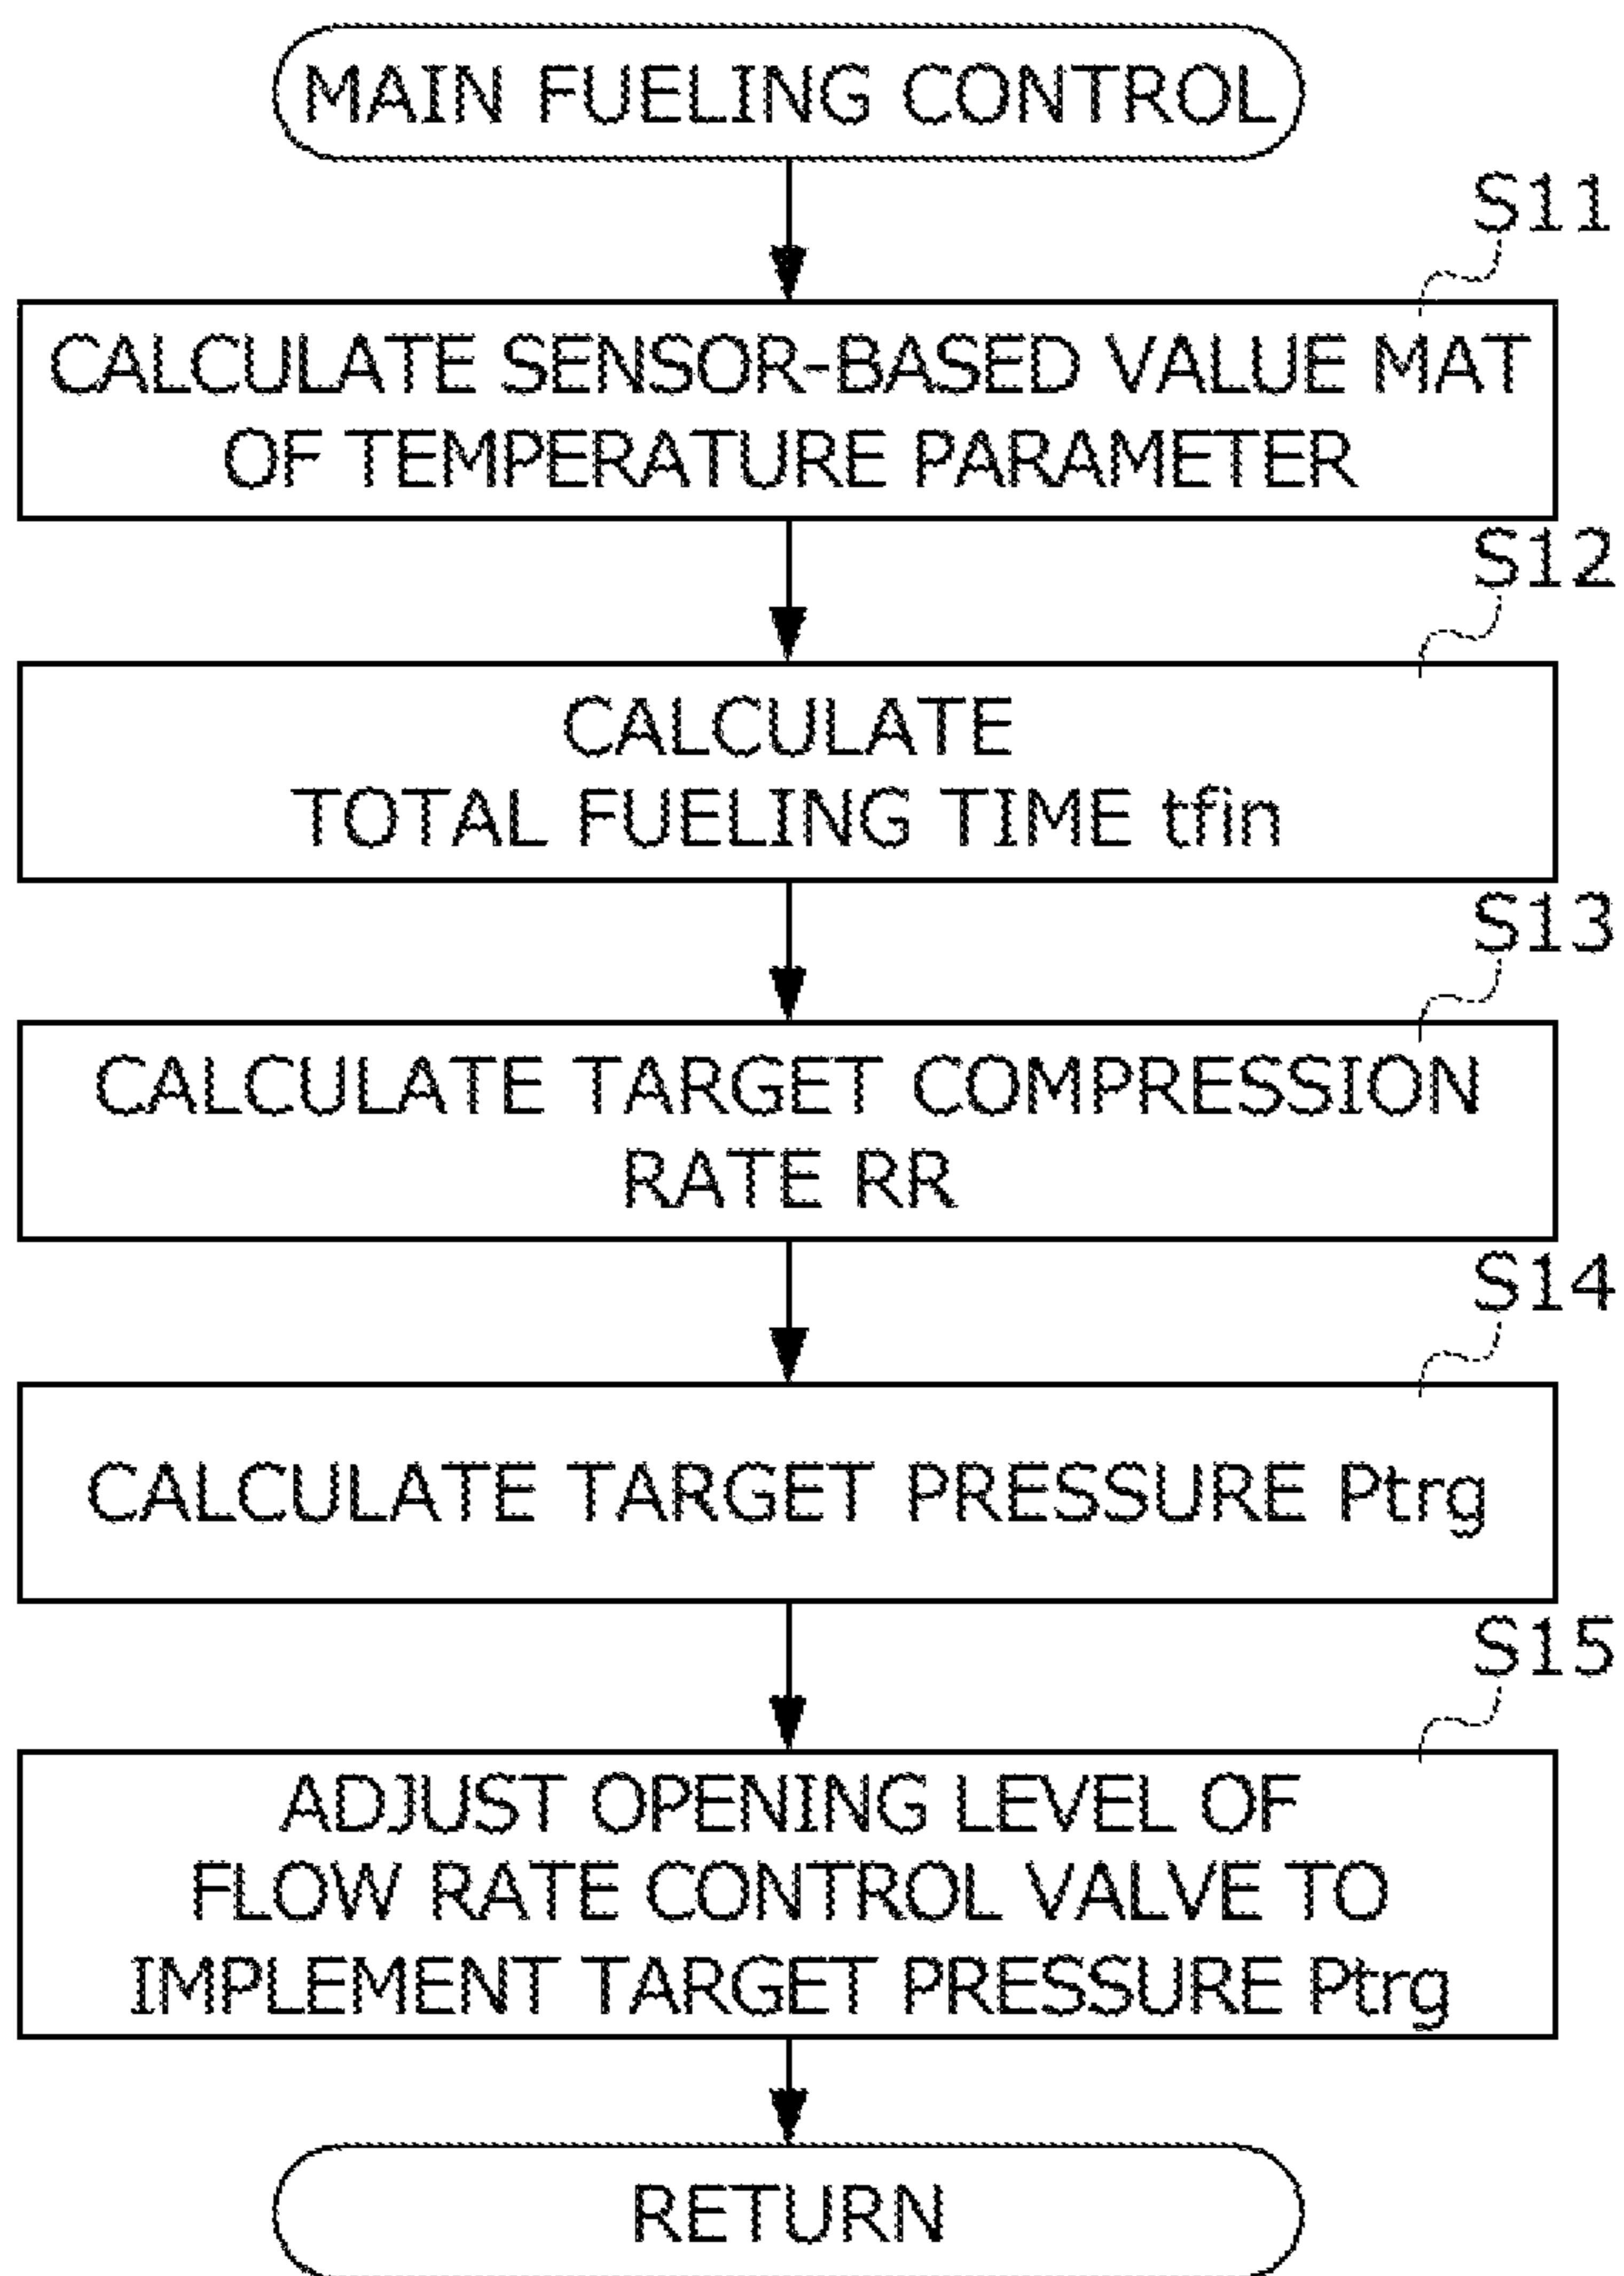 MAIN FUELING CONTROL
S11
CALCULATE SENSOR-BASED VALUE MAT
OF TEMPERATURE PARAMETER
S12
CALCULATE
TOTAL FUELING TIME tfin
S13
CALCULATE TARGET COMPRESSION
RATE RR
S14
CALCULATE TARGET PRESSURE Ptrg
S15
ADJUST OPENING LEVEL OF
FLOW RATE CONTROL VALVE TO
IMPLEMENT TARGET PRESSURE Ptrg
RETURN